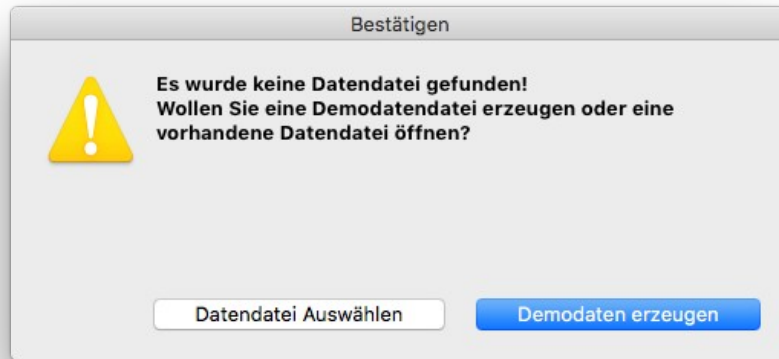 Bestätigen
Es wurde keine Datendatei gefunden!
Wollen Sie eine Demodatendatei erzeugen oder eine
vorhandene Datendatei öffnen?
Datendatei Auswählen
Demodaten erzeugen